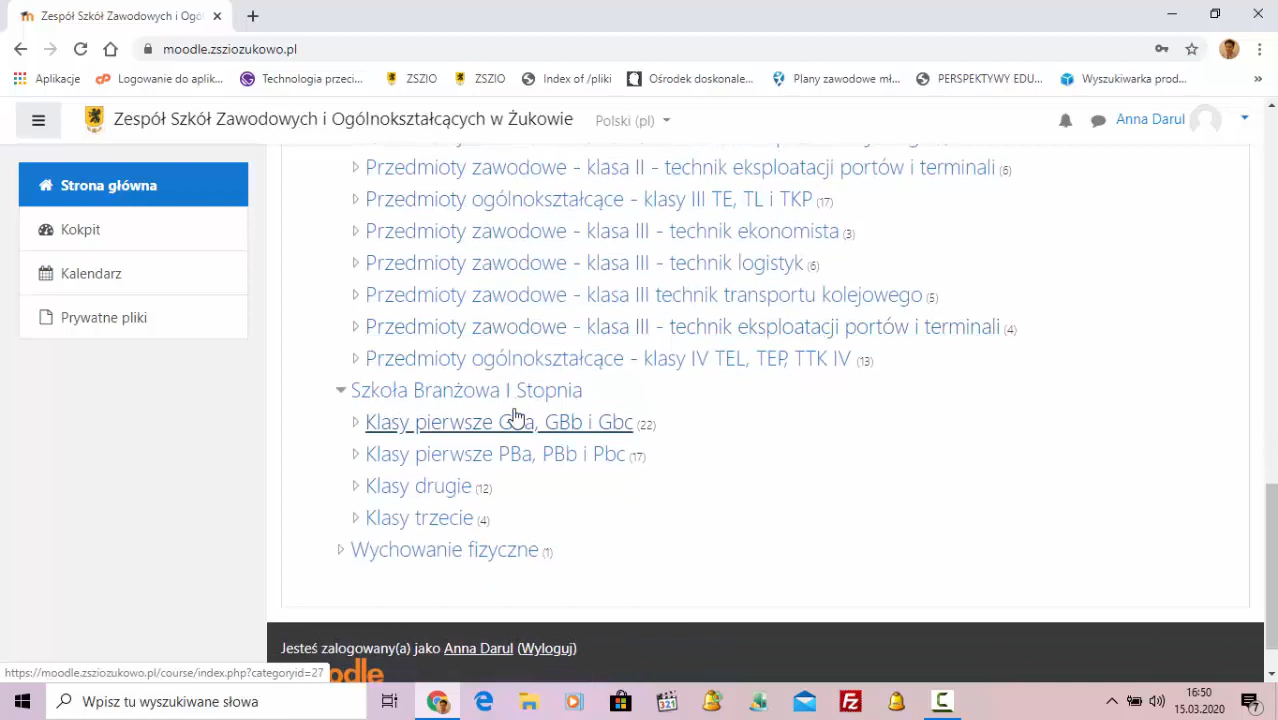 Zespół Szkół Zawodowych i Ogól
moodle.zsziozukowo.pl
Aplikacje
Logowanie do aplik...
Technologia przeci...
ZSZIO
ZSZIO
Index of /pliki
Ośrodek doskonale...
Plany zawodowe mł...
PERSPEKTYWY EDU...
Wyszukiwarka prod...
Zespół Szkół Zawodowych i Ogólnokształcących w Żukowie
Polski (pl)
Anna Darul
Strona główna
Kokpit
Kalendarz
Prywatne pliki
Przedmioty zawodowe - klasa II - technik eksploatacji portów i terminali (6)
Przedmioty ogólnokształcące - klasy III TE, TL i TKP (17)
Przedmioty zawodowe - klasa III - technik ekonomista (3)
Przedmioty zawodowe - klasa III - technik logistyk (6)
Przedmioty zawodowe - klasa III technik transportu kolejowego (5)
Przedmioty zawodowe - klasa III - technik eksploatacji portów i terminali (4)
Przedmioty ogólnokształcące - klasy IV TEL, TEP, TTK IV (13)
Szkoła Branżowa I Stopnia
Klasy pierwsze GBa, GBb i Gbc (22)
Klasy pierwsze PBa, PBb i Pbc (17)
Klasy drugie (12)
Klasy trzecie (4)
Wychowanie fizyczne (1)
Jesteś zalogowany(a) jako Anna Darul (Wyloguj)
https://moodle.zsziozukowo.pl/course/index.php?categoryid=27
Wpisz tu wyszukiwane słowa
321
16:50
15.03.2020
7